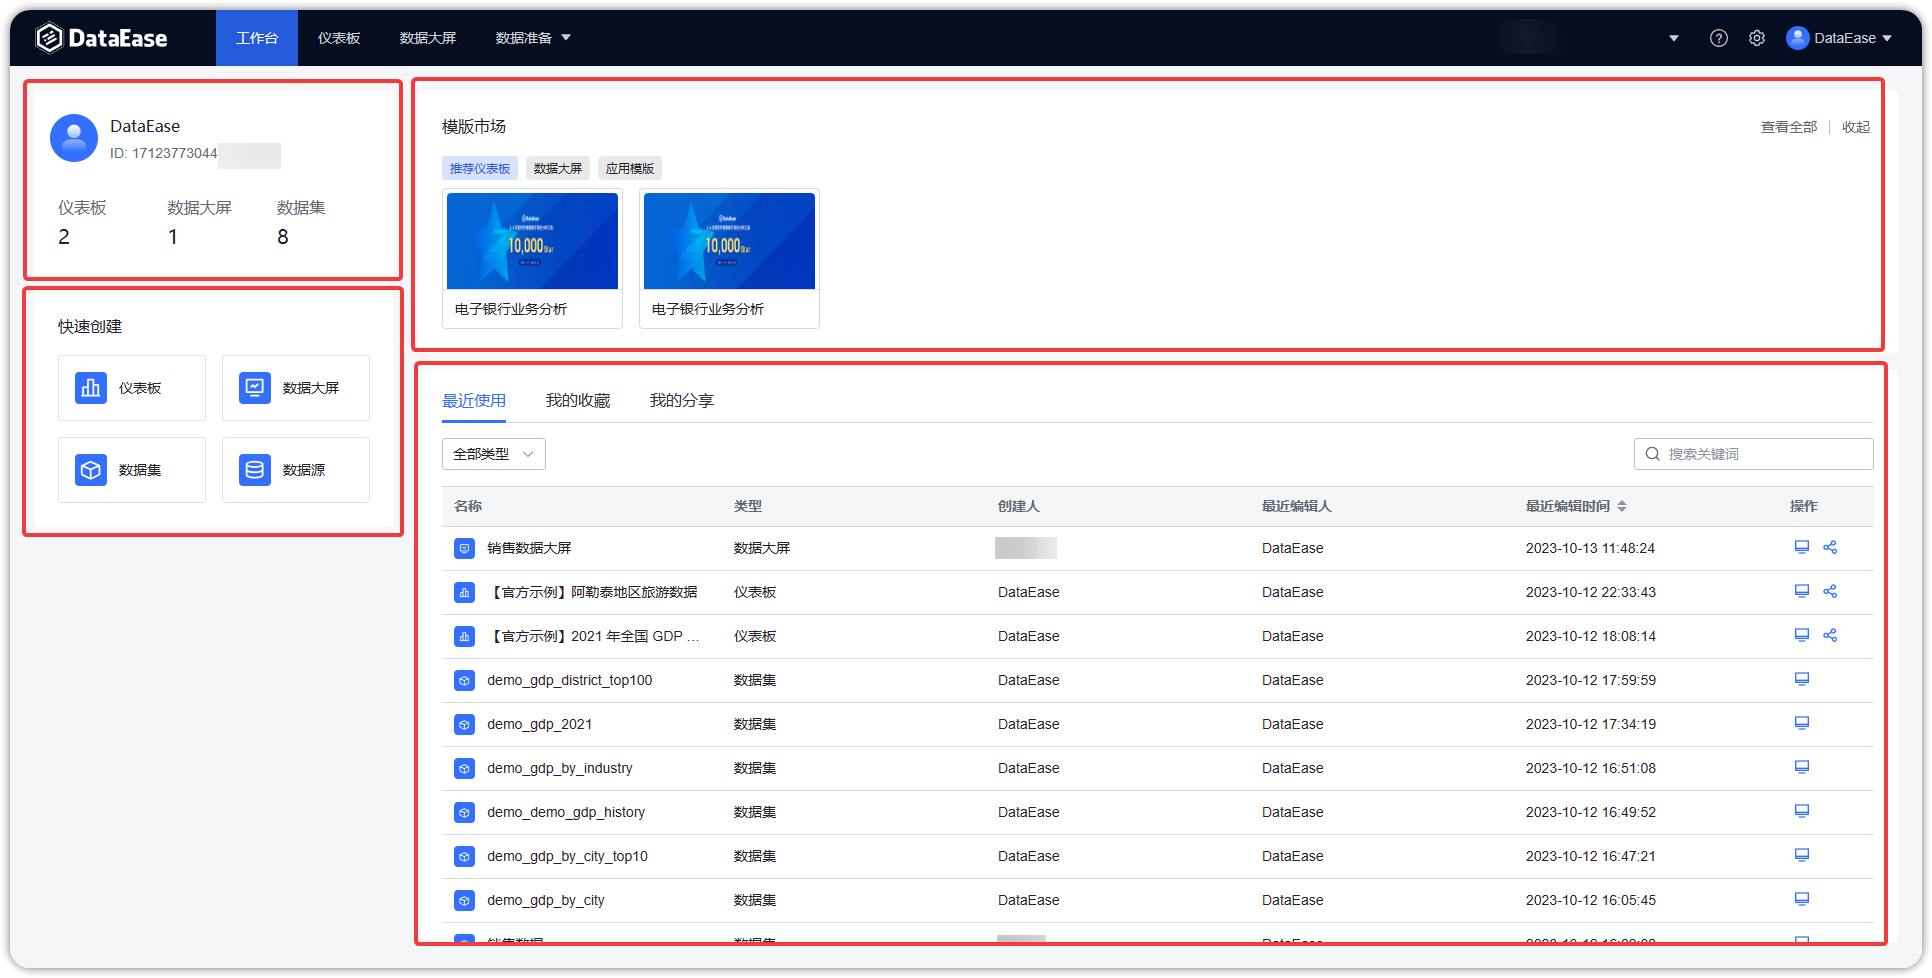 DataEase
工作台 仪表板 数据大屏 数据准备
DataEase
DataEase
ID: 17123773044
仪表板 数据大屏 数据集
2 1 8
快速创建
仪表板 数据大屏
数据集 数据源
模版市场 查看全部 收起
推荐仪表板 数据大屏 应用模版
DataEase
10,000 Star
电子银行业务分析
DataEase
10,000 Star
电子银行业务分析
最近使用 我的收藏 我的分享
全部类型 搜索关键词
名称 类型 创建人 最近编辑人 最近编辑时间 操作
销售数据大屏 数据大屏 DataEase 2023-10-13 11:48:24
【官方示例】阿勒泰地区旅游数据 仪表板 DataEase DataEase 2023-10-12 22:33:43
【官方示例】2021 年全国 GDP ... 仪表板 DataEase DataEase 2023-10-12 18:08:14
demo_gdp_district_top100 数据集 DataEase DataEase 2023-10-12 17:59:59
demo_gdp_2021 数据集 DataEase DataEase 2023-10-12 17:34:19
demo_gdp_by_industry 数据集 DataEase DataEase 2023-10-12 16:51:08
demo_demo_gdp_history 数据集 DataEase DataEase 2023-10-12 16:49:52
demo_gdp_by_city_top10 数据集 DataEase DataEase 2023-10-12 16:47:21
demo_gdp_by_city 数据集 DataEase DataEase 2023-10-12 16:05:45
销售数据 数据集 DataEase